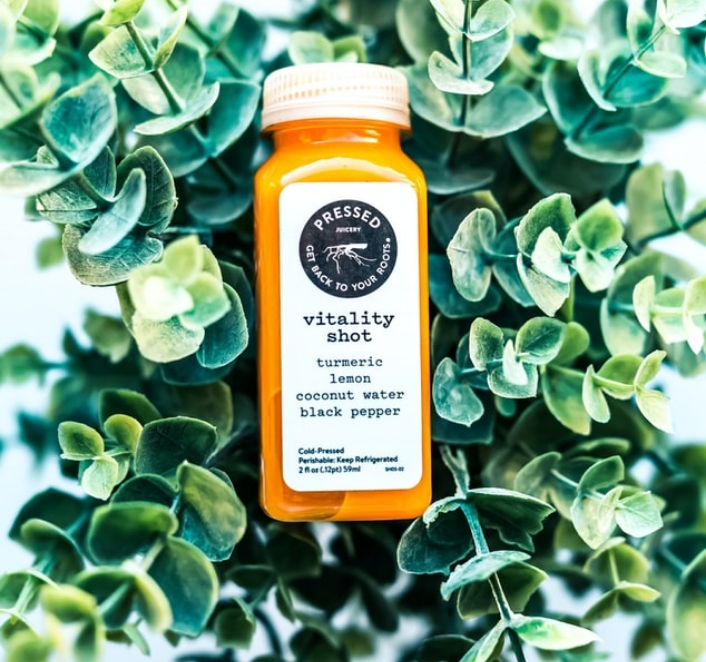 PRESSED
JUICERY
GET BACK TO YOUR ROOTS®
vitality
shot
turmeric
lemon
coconut water
black pepper
Cold-Pressed
Perishable: Keep Refrigerated
2 fl oz (.12pt) 59ml